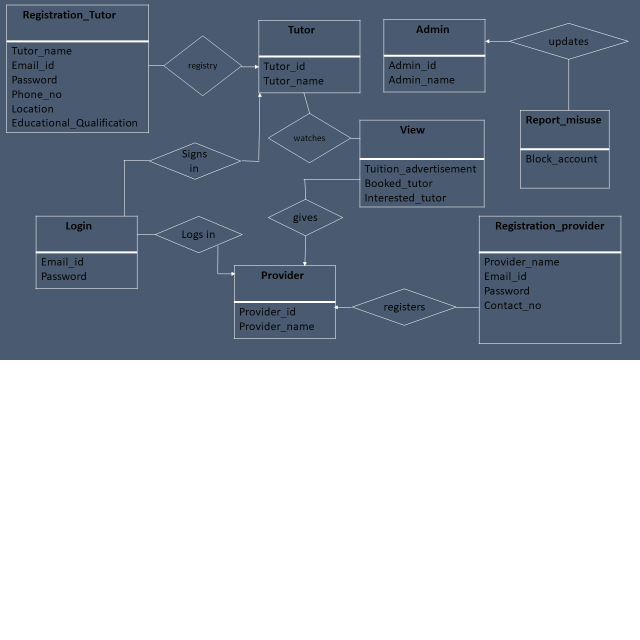 Registration_Tutor
Tutor_name
Email_id
Password
Phone_no
Location
Educational_Qualification
registry
Tutor
Tutor_id
Tutor_name
Admin
Admin_id
Admin_name
updates
Report_misuse
Block_account
watches
View
Tuition_advertisement
Booked_tutor
Interested_tutor
Signs
in
Login
Email_id
Password
Logs in
gives
Provider
Provider_id
Provider_name
registers
Registration_provider
Provider_name
Email_id
Password
Contact_no